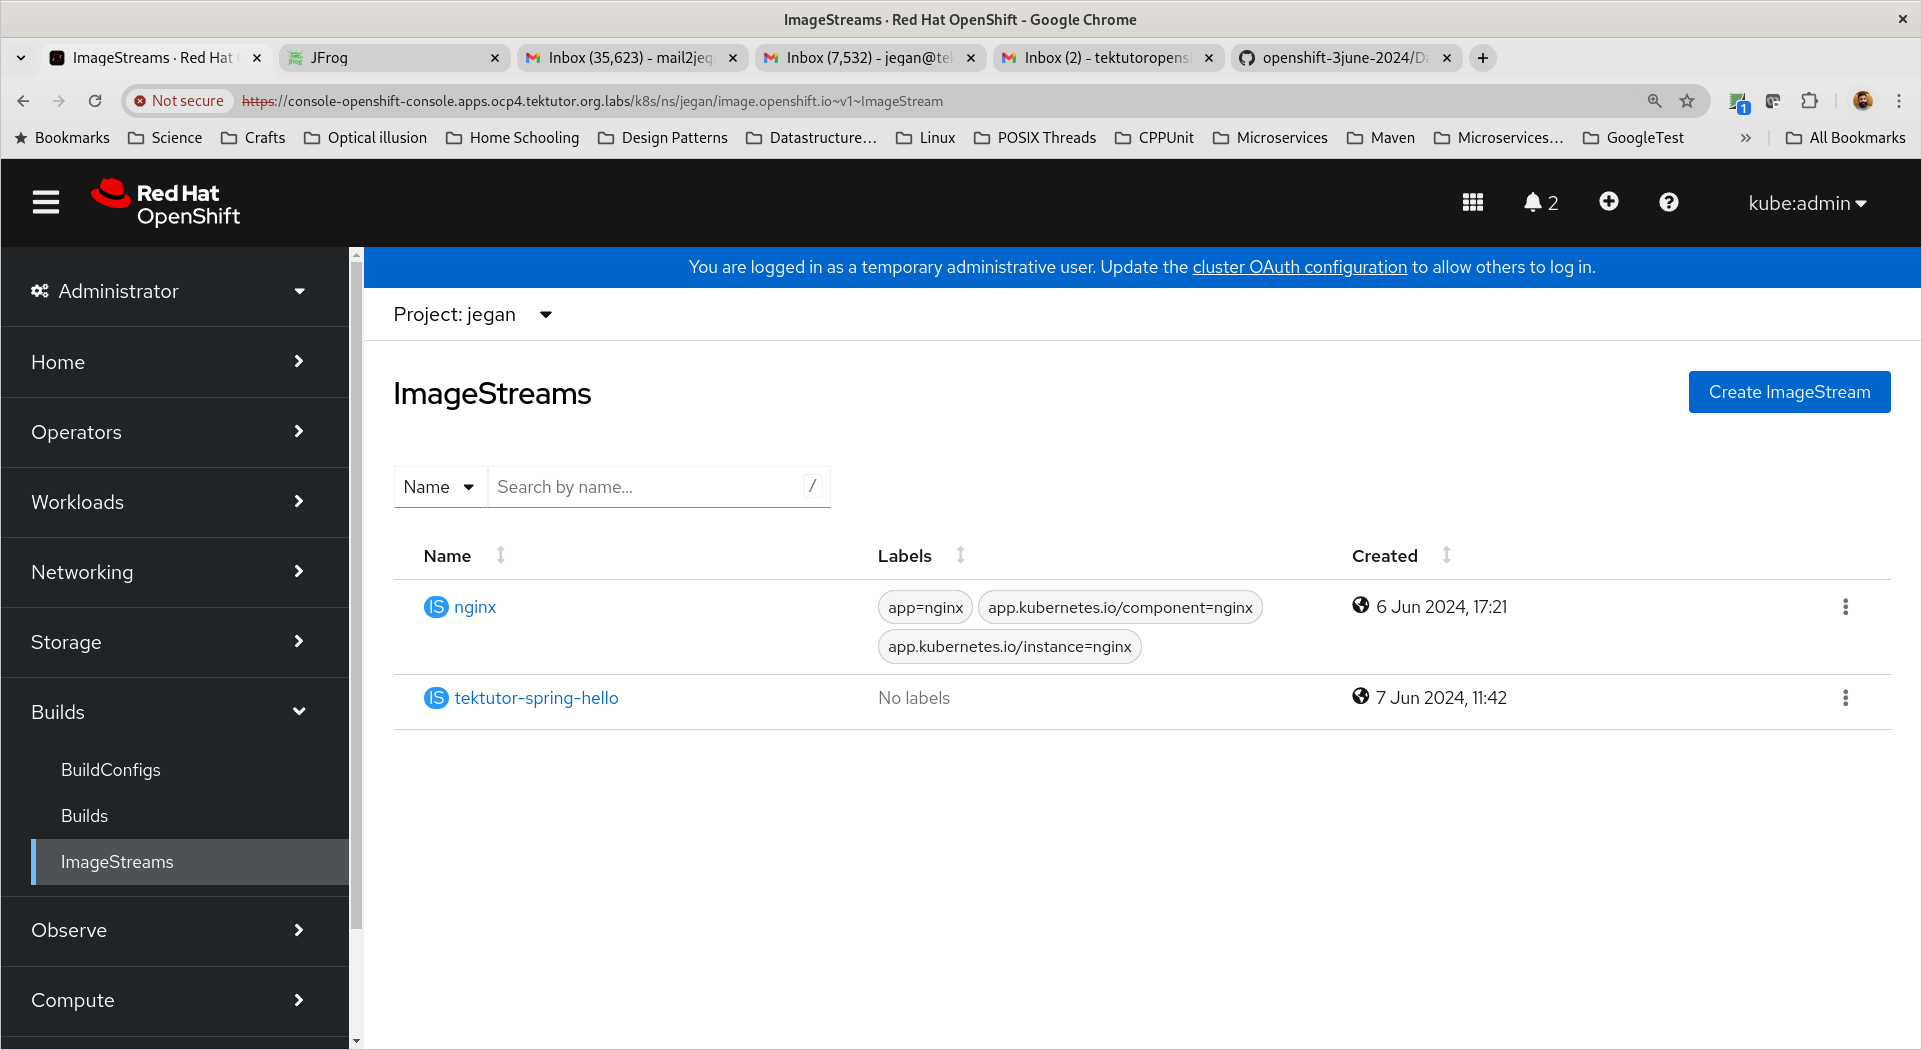 ImageStreams · Red Hat OpenShift - Google Chrome
ImageStreams · Red Hat
JFrog
Inbox (35,623) - mail2jeg
Inbox (7,532) - jegan@te
Inbox (2) - tektutoropens
openshift-3june-2024/Da
Not secure
https://console-openshift-console.apps.ocp4.tektutor.org.labs/k8s/ns/jegan/image.openshift.io~v1~ImageStream
1
Bookmarks
Science
Crafts
Optical illusion
Home Schooling
Design Patterns
Datastructure...
Linux
POSIX Threads
CPPUnit
Microservices
Maven
Microservices...
GoogleTest
»
All Bookmarks
Red Hat
OpenShift
2
kube:admin
You are logged in as a temporary administrative user. Update the cluster OAuth configuration to allow others to log in.
Administrator
Home
Operators
Workloads
Networking
Storage
Builds
BuildConfigs
Builds
ImageStreams
Observe
Compute
Project: jegan
ImageStreams
Create ImageStream
Name
Search by name...
/
Name
Labels
Created
IS nginx
app=nginx
app.kubernetes.io/component=nginx
app.kubernetes.io/instance=nginx
6 Jun 2024, 17:21
IS tektutor-spring-hello
No labels
7 Jun 2024, 11:42